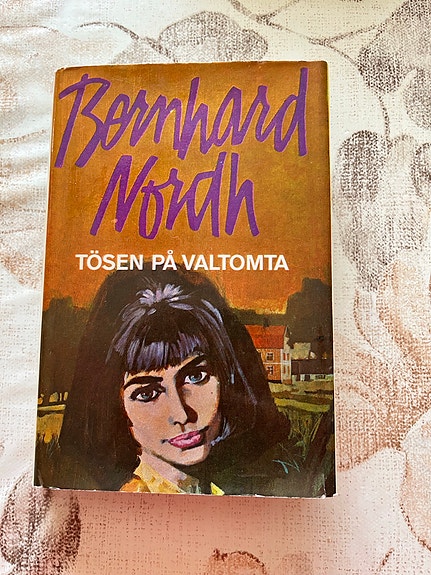 Bernhard
Nordh
TÖSEN PÅ VALTOMTA